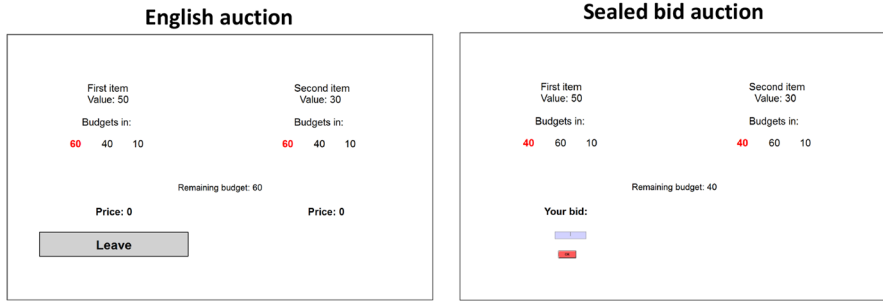 English auction
First item
Value: 50
Budgets in:
60 40 10
Second item
Value: 30
Budgets in:
60 40 10
Remaining budget: 60
Price: 0
Price: 0
Leave
Sealed bid auction
First item
Value: 50
Budgets in:
40 60 10
Second item
Value: 30
Budgets in:
40 60 10
Remaining budget: 40
Your bid: